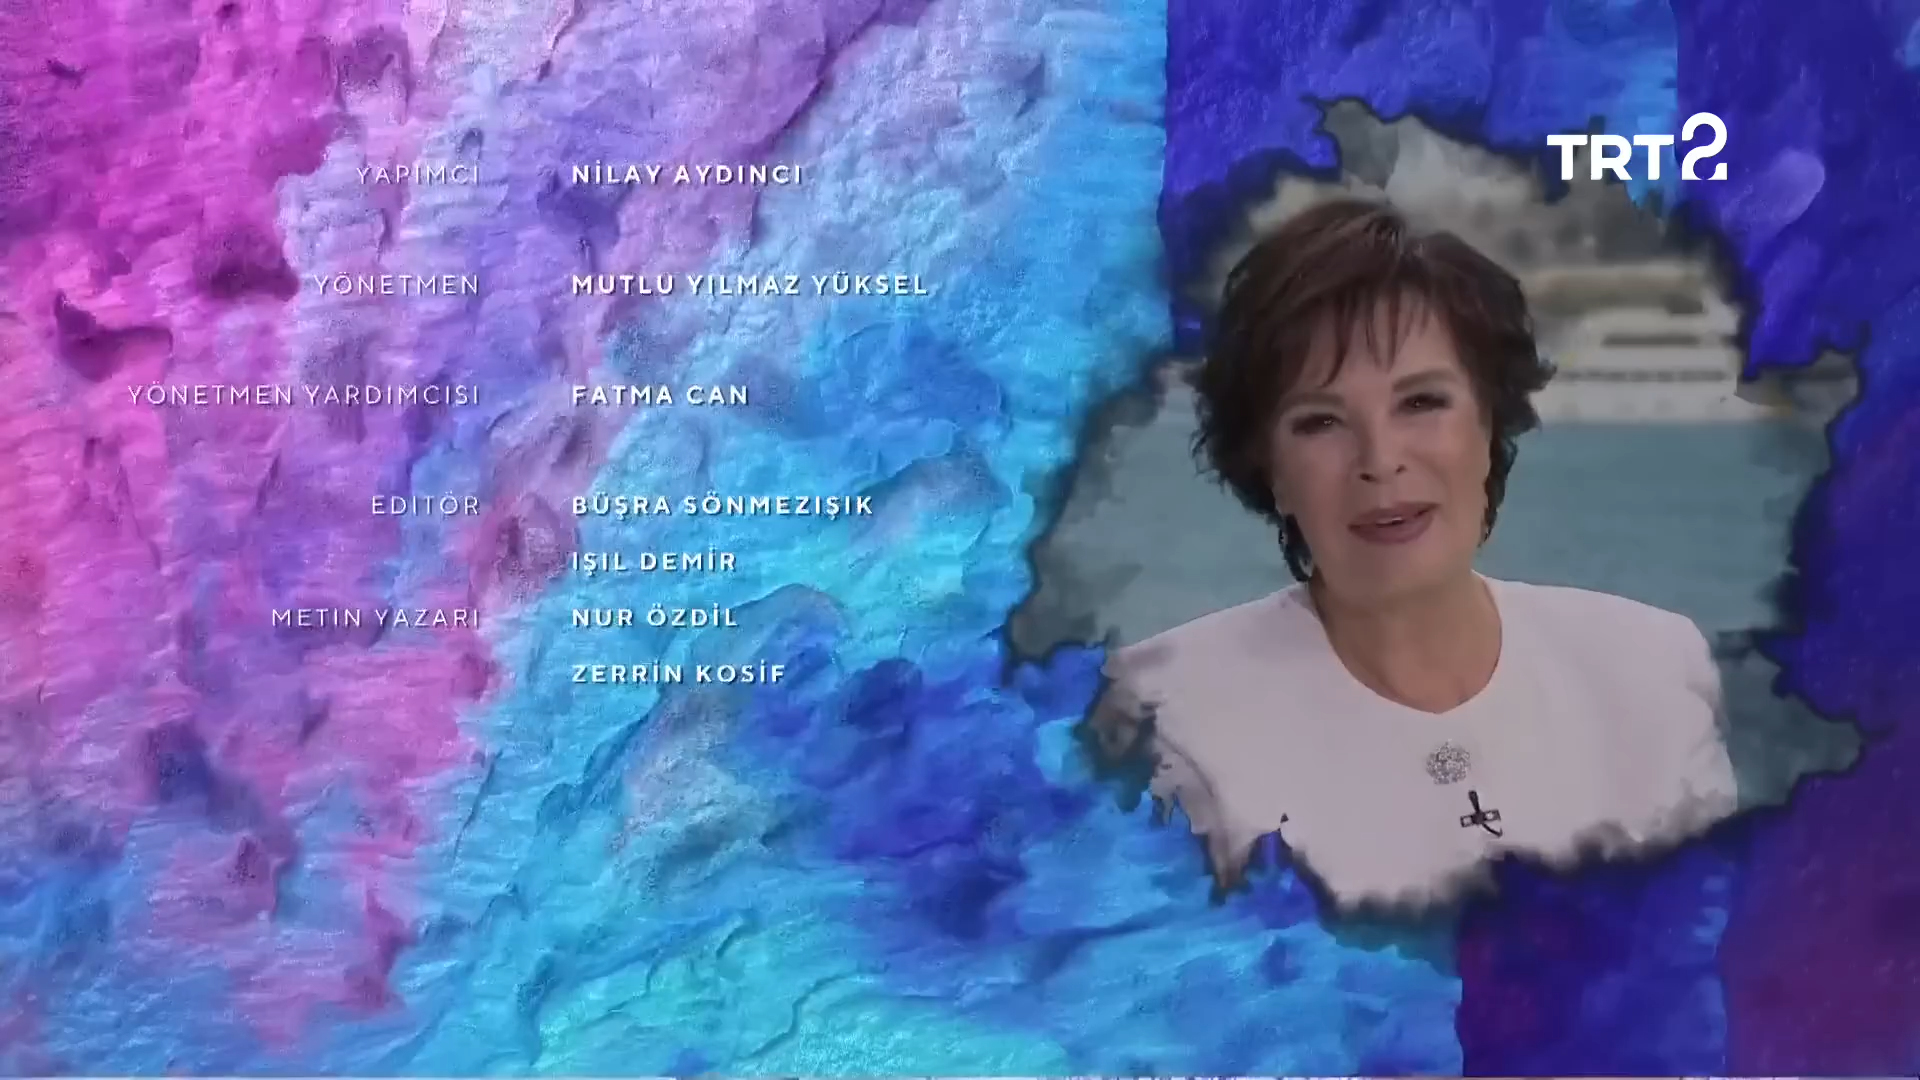 TRT2
YAPIMCI NİLAY AYDINCI
YÖNETMEN MUTLU YILMAZ YÜKSEL
YÖNETMEN YARDIMCISI FATMA CAN
EDİTÖR BÜŞRA SÖNMEZIŞIK
IŞIL DEMİR
METİN YAZARI NUR ÖZDİL
ZERRİN KOSİF